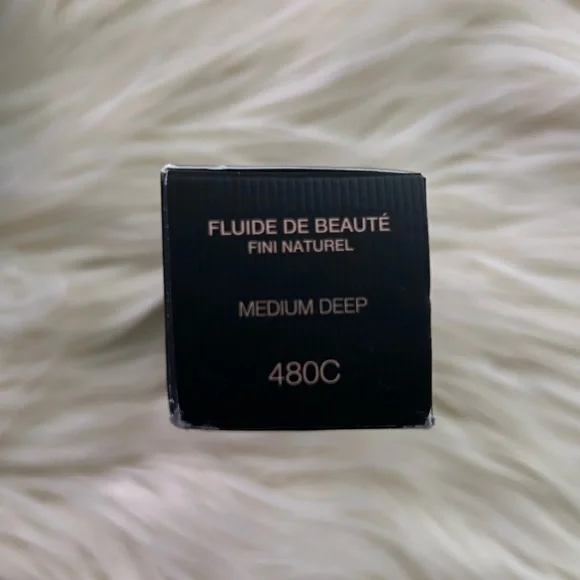 FLUIDE DE BEAUTÉ
FINI NATUREL
MEDIUM DEEP
480C